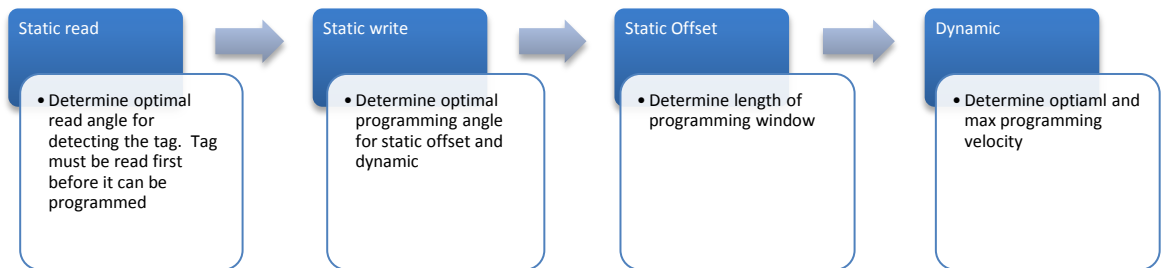 Static read
• Determine optimal
read angle for
detecting the tag.  Tag
must be read first
before it can be
programmed
Static write
• Determine optimal
programming angle
for static offset and
dynamic
Static Offset
• Determine length of
programming window
Dynamic
• Determine optiaml and
max programming
velocity